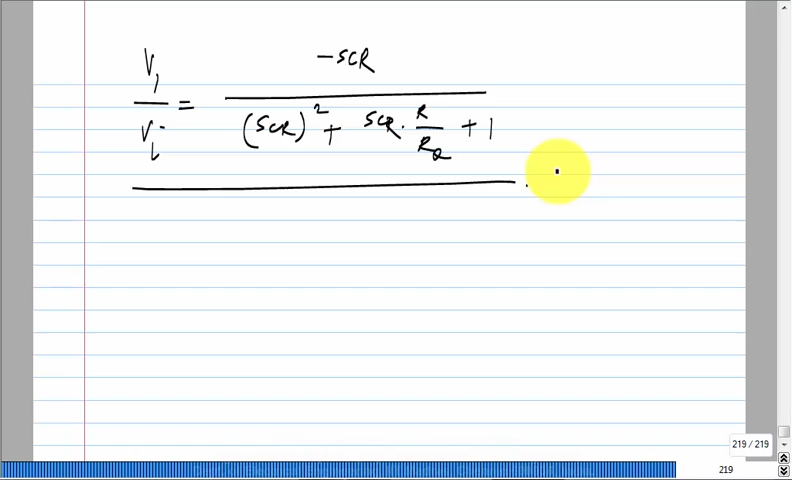 V₁/Vᵢ = -SCR / ((SCR)² + SCR · R/R_Q + 1)
219 / 219
219